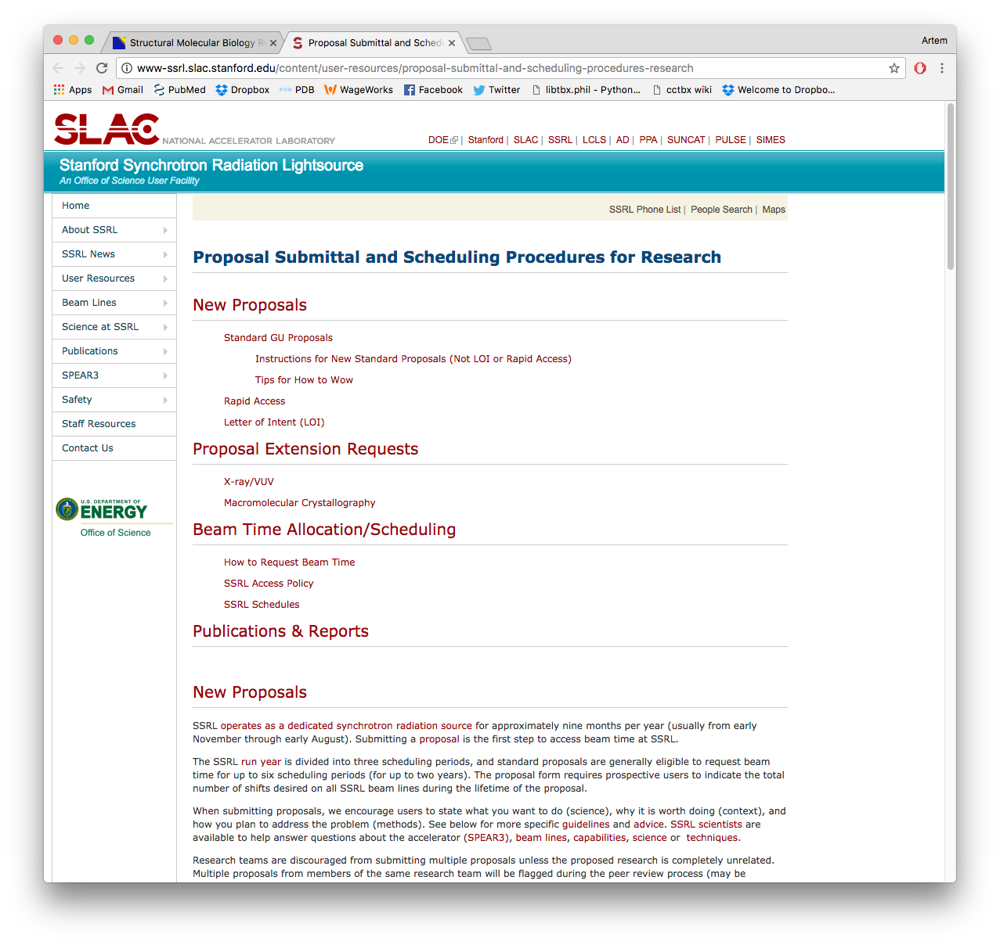 Structural Molecular Biology R
Proposal Submittal and Sched
Artem
www-ssrl.slac.stanford.edu/content/user-resources/proposal-submittal-and-scheduling-procedures-research
Apps Gmail PubMed Dropbox PDB WageWorks Facebook Twitter libtbx.phil - Python... cctbx wiki Welcome to Dropbo...
SLAC NATIONAL ACCELERATOR LABORATORY
DOE | Stanford | SLAC | SSRL | LCLS | AD | PPA | SUNCAT | PULSE | SIMES
Stanford Synchrotron Radiation Lightsource
An Office of Science User Facility
Home
About SSRL
SSRL News
User Resources
Beam Lines
Science at SSRL
Publications
SPEAR3
Safety
Staff Resources
Contact Us
U.S. DEPARTMENT OF
ENERGY
Office of Science
SSRL Phone List | People Search | Maps
Proposal Submittal and Scheduling Procedures for Research
New Proposals
Standard GU Proposals
Instructions for New Standard Proposals (Not LOI or Rapid Access)
Tips for How to Wow
Rapid Access
Letter of Intent (LOI)
Proposal Extension Requests
X-ray/VUV
Macromolecular Crystallography
Beam Time Allocation/Scheduling
How to Request Beam Time
SSRL Access Policy
SSRL Schedules
Publications & Reports
New Proposals
SSRL operates as a dedicated synchrotron radiation source for approximately nine months per year (usually from early
November through early August). Submitting a proposal is the first step to access beam time at SSRL.
The SSRL run year is divided into three scheduling periods, and standard proposals are generally eligible to request beam
time for up to six scheduling periods (for up to two years). The proposal form requires prospective users to indicate the total
number of shifts desired on all SSRL beam lines during the lifetime of the proposal.
When submitting proposals, we encourage users to state what you want to do (science), why it is worth doing (context), and
how you plan to address the problem (methods). See below for more specific guidelines and advice. SSRL scientists are
available to help answer questions about the accelerator (SPEAR3), beam lines, capabilities, science or techniques.
Research teams are discouraged from submitting multiple proposals unless the proposed research is completely unrelated.
Multiple proposals from members of the same research team will be flagged during the peer review process (may be